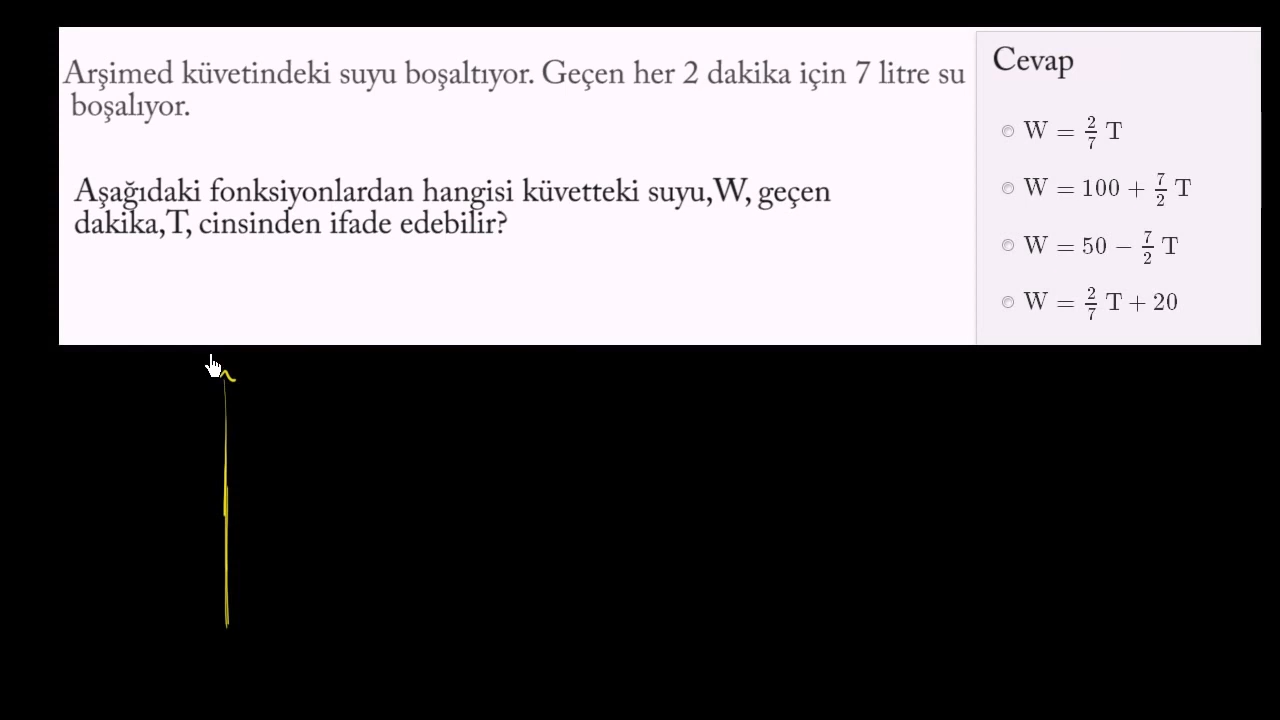 Arşimed küvetindeki suyu boşaltıyor. Geçen her 2 dakika için 7 litre su
boşalıyor.
Aşağıdaki fonksiyonlardan hangisi küvetteki suyu,W, geçen
dakika,T, cinsinden ifade edebilir?
Cevap
W = 2/7 T
W = 100 + 7/2 T
W = 50 − 7/2 T
W = 2/7 T + 20